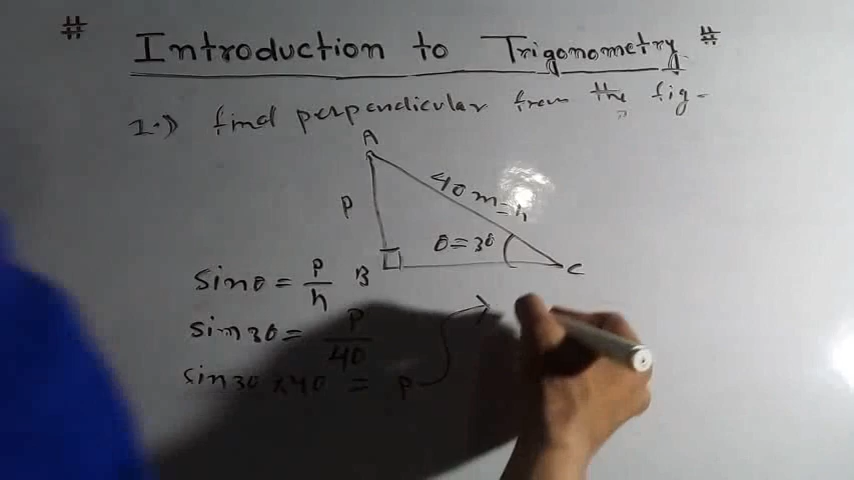 # Introduction to Trigonometry #
1.) find perpendicular from the fig -
A
40 m = h
P
θ = 30
B
C
sinθ = P/h
sin30 = P/40
sin30 × 40 = P →